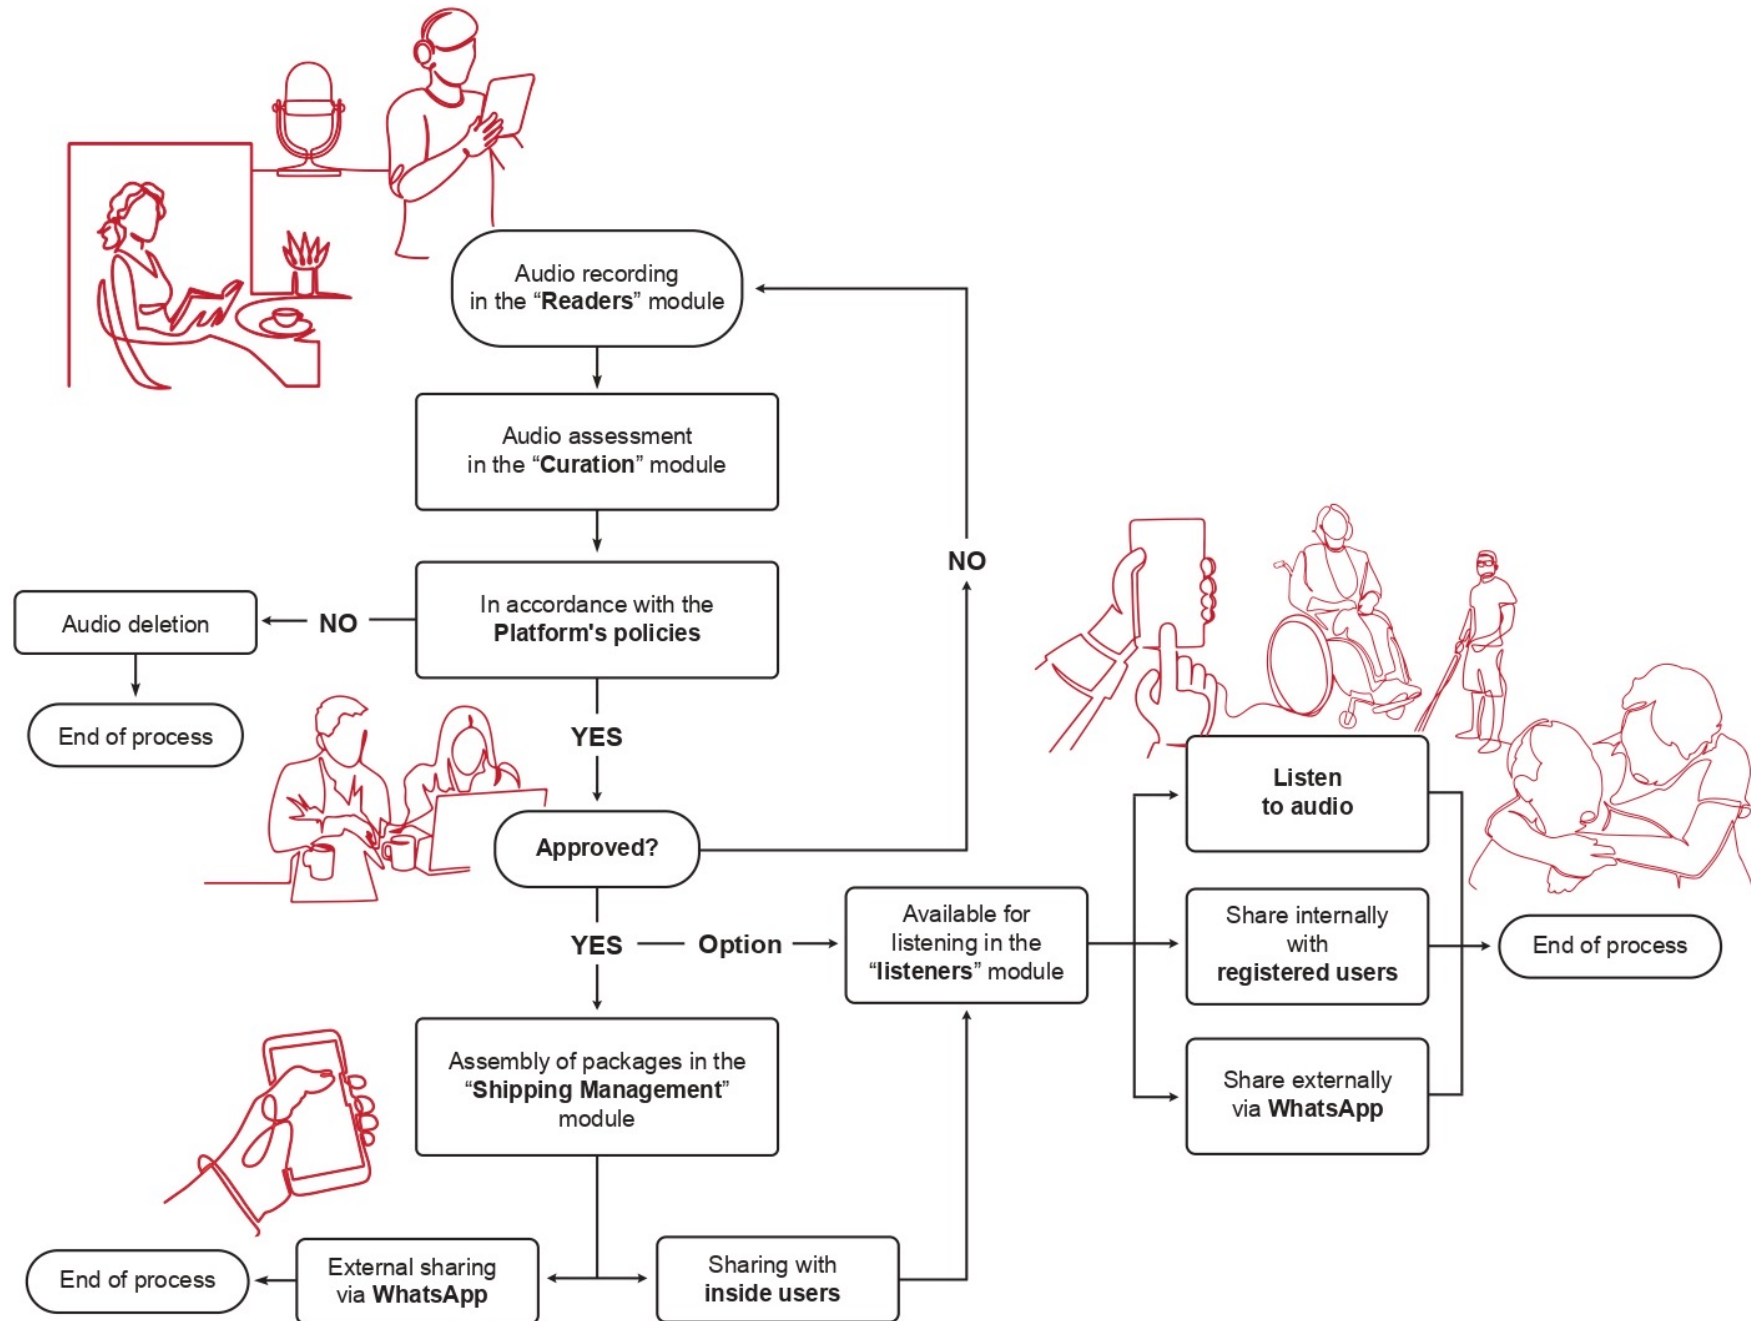 Audio recording
in the “Readers” module
Audio assessment
in the “Curation” module
In accordance with the
Platform's policies
NO
Audio deletion
End of process
YES
Approved?
NO
YES
Option
Available for
listening in the
“listeners” module
Listen
to audio
Share internally
with
registered users
Share externally
via WhatsApp
End of process
Assembly of packages in the
“Shipping Management”
module
External sharing
via WhatsApp
End of process
Sharing with
inside users